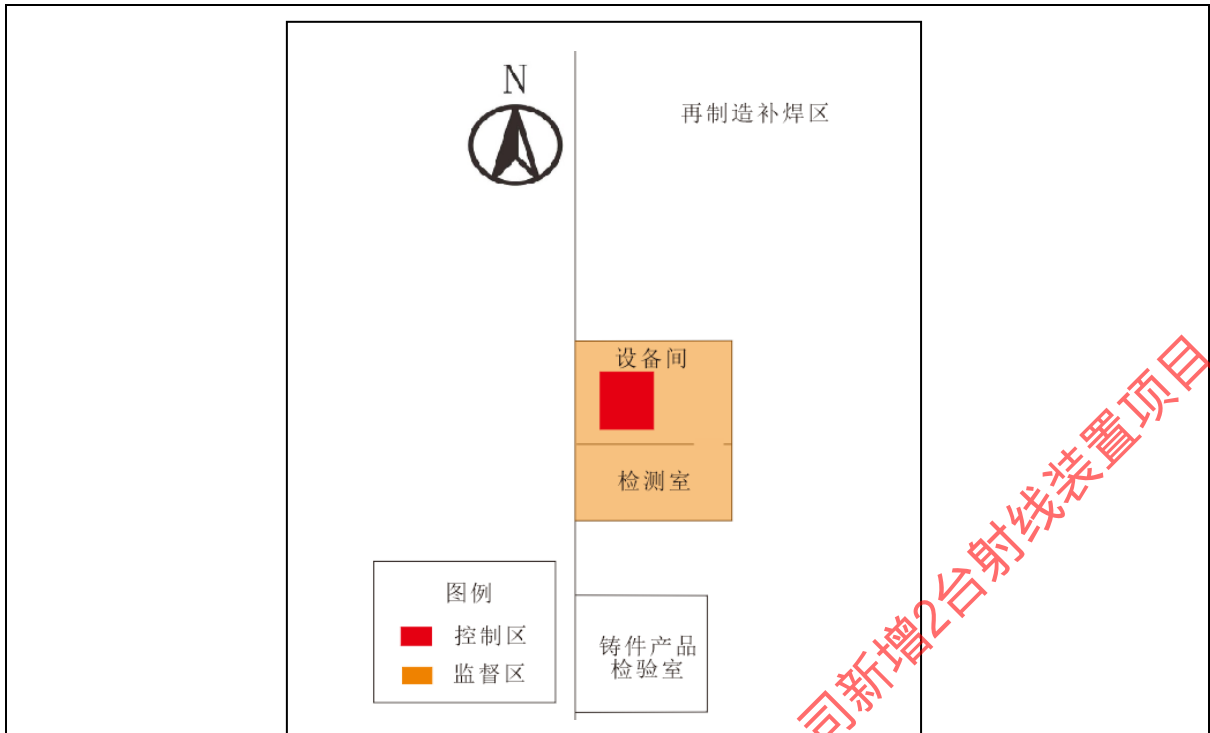 N
再制造补焊区
设备间
检测室
图例
控制区
监督区
铸件产品
检验室
司新增2台射线装置项目